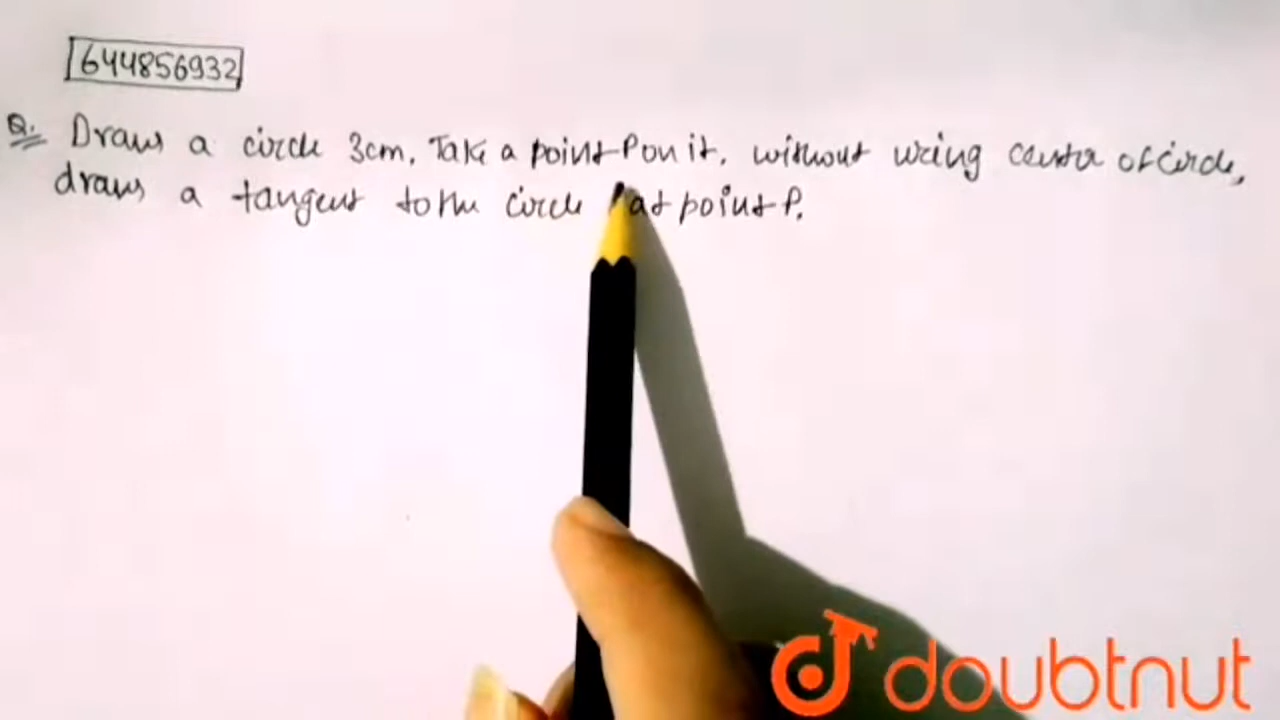 644856932
Q. Draw a circle 3cm. Take a point P on it. without using center of circle,
draw a tangent to the circle at point P.
doubtnut